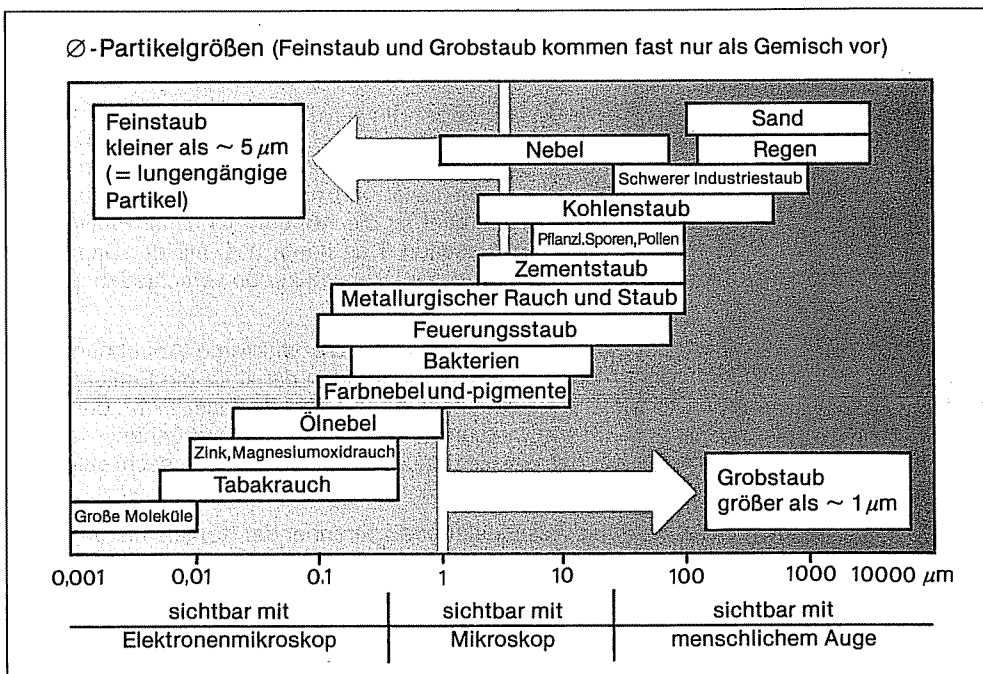 Ø-Partikelgrößen (Feinstaub und Grobstaub kommen fast nur als Gemisch vor)
Feinstaub
kleiner als ~ 5 µm
(= lungengängige
Partikel)
Sand
Nebel
Regen
Schwerer Industriestaub
Kohlenstaub
Pflanzl.Sporen,Pollen
Zementstaub
Metallurgischer Rauch und Staub
Feuerungsstaub
Bakterien
Farbnebel und-pigmente
Ölnebel
Zink,Magnesiumoxidrauch
Tabakrauch
Große Moleküle
Grobstaub
größer als ~ 1 µm
0,001 0,01 0.1 1 10 100 1000 10000 µm
sichtbar mit
Elektronenmikroskop
sichtbar mit
Mikroskop
sichtbar mit
menschlichem Auge